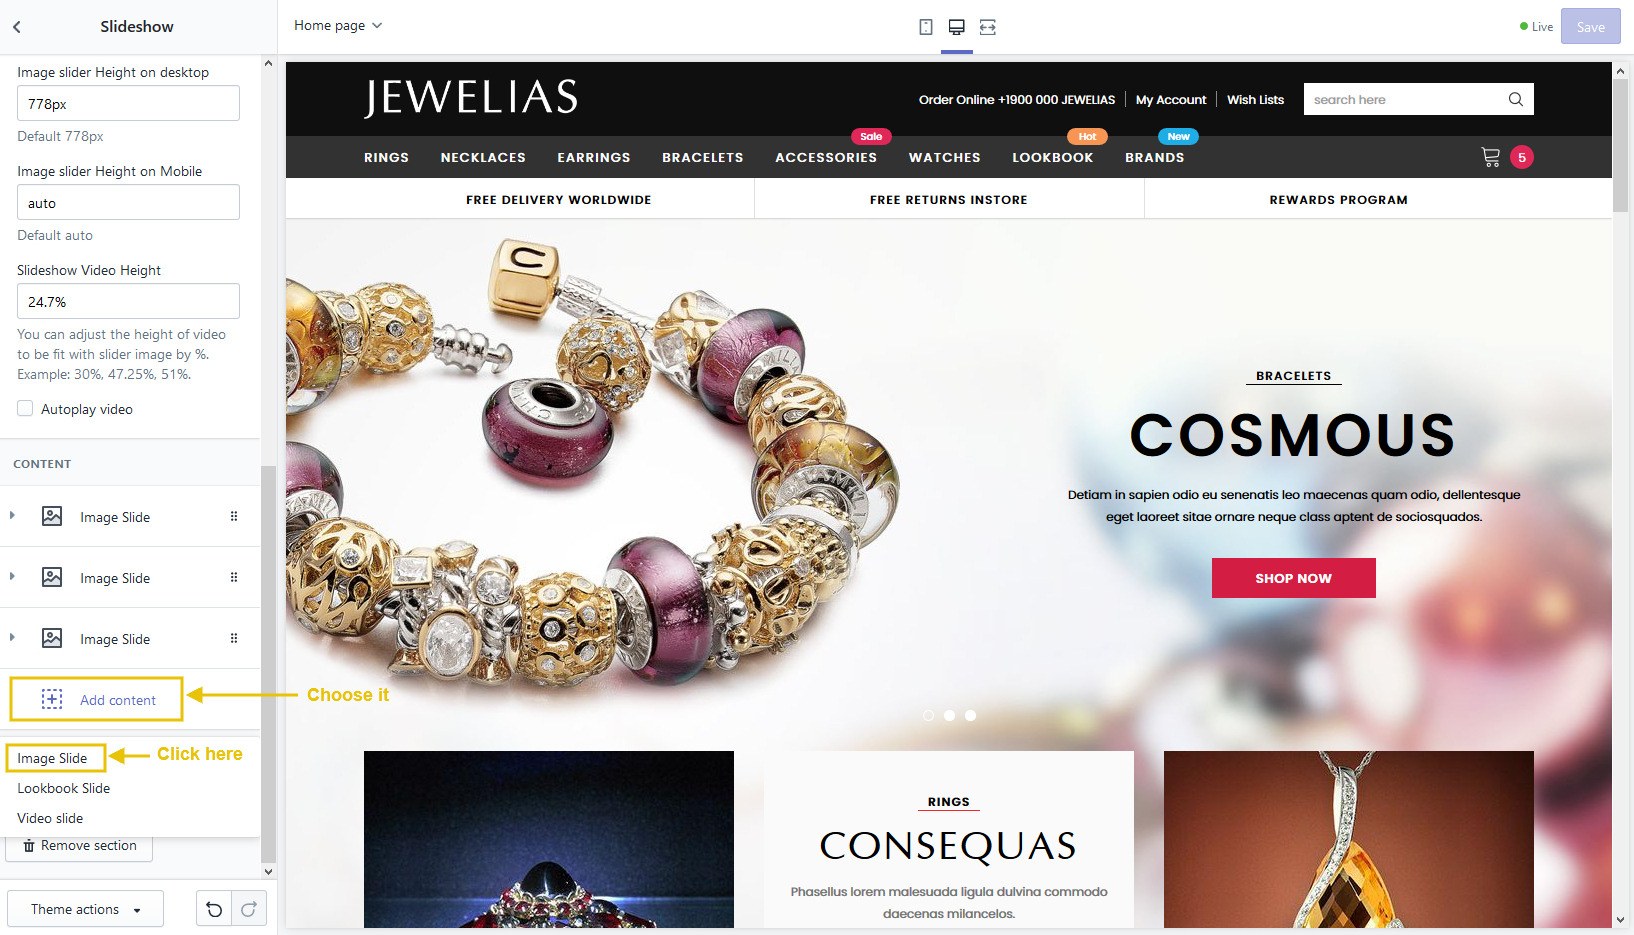 Slideshow
Home page
Live
Save
Image slider Height on desktop
778px
Default 778px
Image slider Height on Mobile
auto
Default auto
Slideshow Video Height
24.7%
You can adjust the height of video
to be fit with slider image by %.
Example: 30%, 47.25%, 51%.
Autoplay video
CONTENT
Image Slide
Image Slide
Image Slide
Add content
Choose it
Image Slide
Click here
Lookbook Slide
Video slide
Remove section
Theme actions
JEWELIAS
Order Online +1900 000 JEWELIAS
My Account
Wish Lists
search here
Sale
Hot
New
RINGS
NECKLACES
EARRINGS
BRACELETS
ACCESSORIES
WATCHES
LOOKBOOK
BRANDS
5
FREE DELIVERY WORLDWIDE
FREE RETURNS INSTORE
REWARDS PROGRAM
BRACELETS
COSMOUS
Detiam in sapien odio eu senenatis leo maecenas quam odio, dellentesque
eget laoreet sitae ornare neque class aptent de sociosquados.
SHOP NOW
RINGS
CONSEQUAS
Phasellus lorem malesuada ligula dulvina commodo
daecenas milancelos.